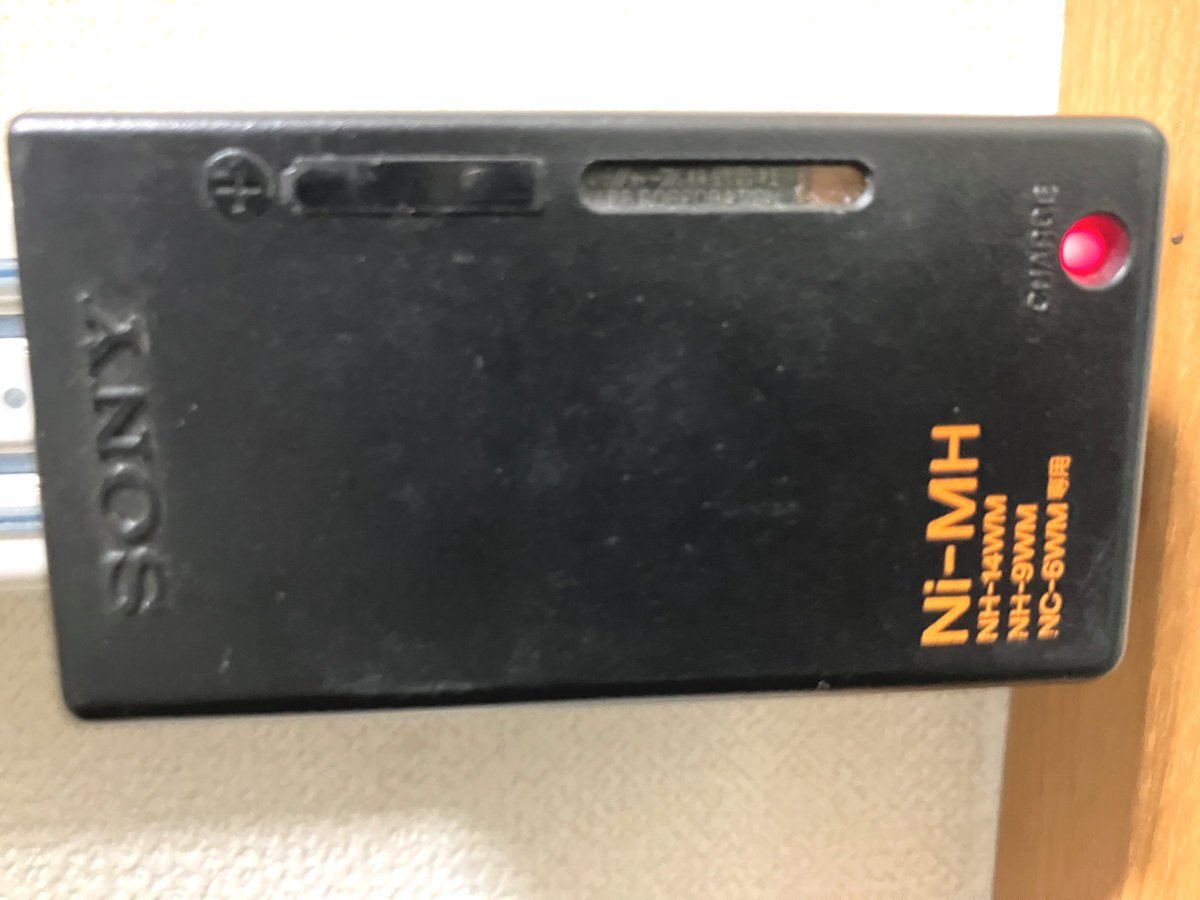 SONY
CHARGE
Ni-MH
NH-14WM
NH-9WM
NC-6WM専用